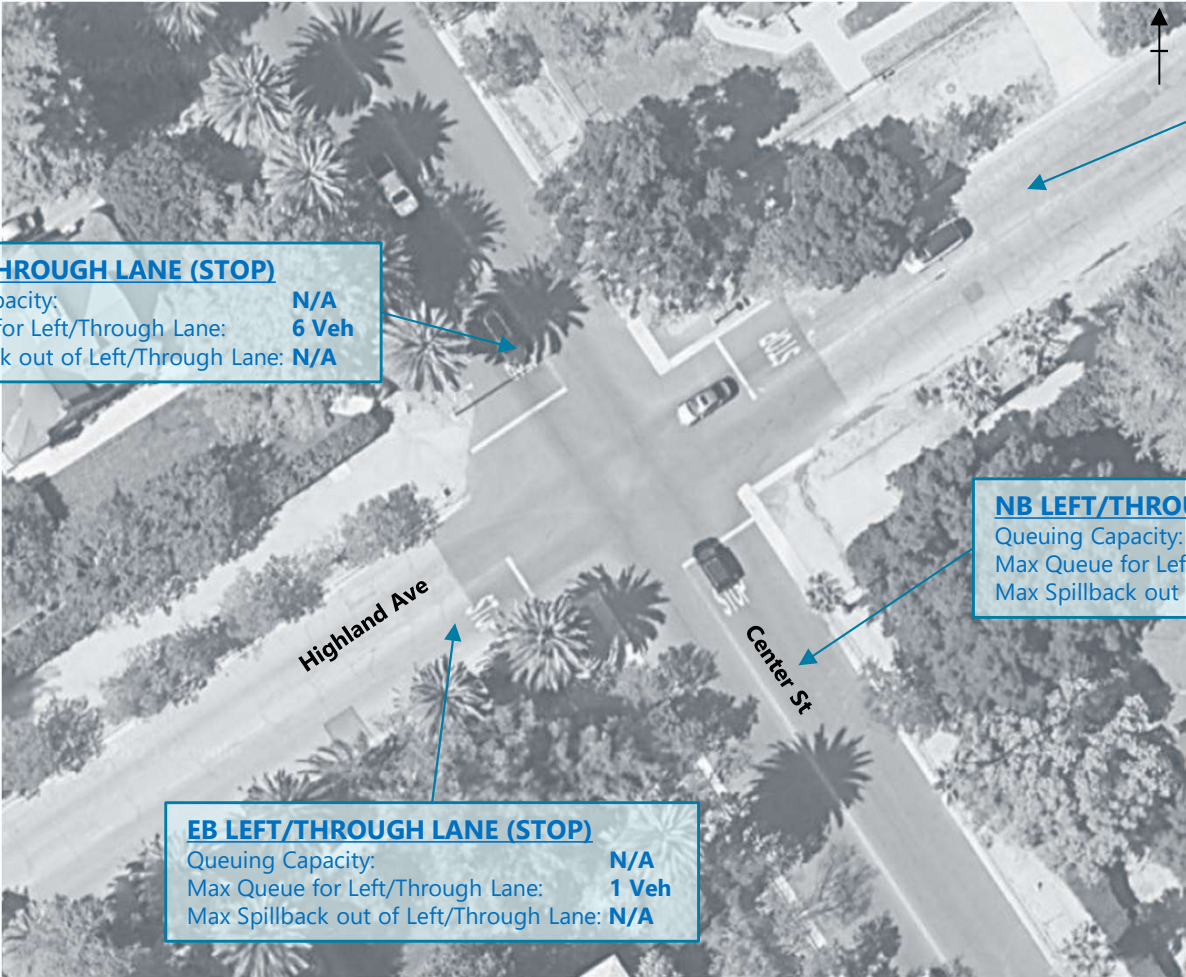 HROUGH LANE (STOP)
pacity: N/A
for Left/Through Lane: 6 Veh
k out of Left/Through Lane: N/A
STOP
NB LEFT/THROU
Queuing Capacity:
Max Queue for Lef
Max Spillback out
Highland Ave
Center St
EB LEFT/THROUGH LANE (STOP)
Queuing Capacity: N/A
Max Queue for Left/Through Lane: 1 Veh
Max Spillback out of Left/Through Lane: N/A